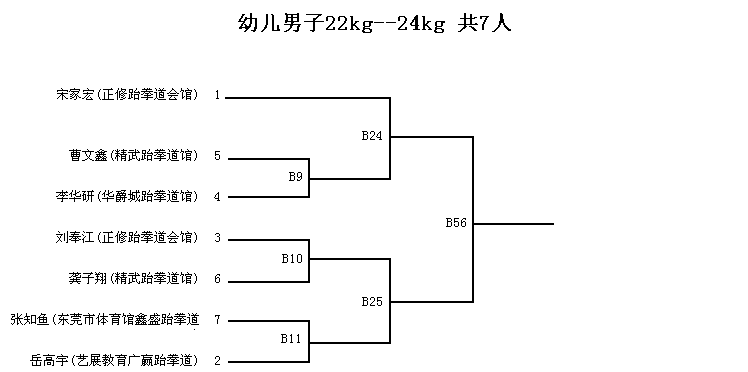 幼儿男子22kg--24kg 共7人
宋家宏(正修跆拳道会馆) 1
B24
曹文鑫(精武跆拳道馆) 5
B9
李华研(华爵城跆拳道馆) 4
B56
刘奉江(正修跆拳道会馆) 3
B10
龚子翔(精武跆拳道馆) 6
B25
张知鱼(东莞市体育馆鑫盛跆拳道 7
B11
岳高宇(艺展教育广赢跆拳道) 2